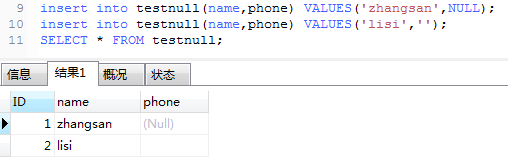 9 insert into testnull(name,phone) VALUES('zhangsan',NULL);
10 insert into testnull(name,phone) VALUES('lisi','');
11 SELECT * FROM testnull;
信息 结果1 概况 状态
ID name phone
1 zhangsan (Null)
2 lisi